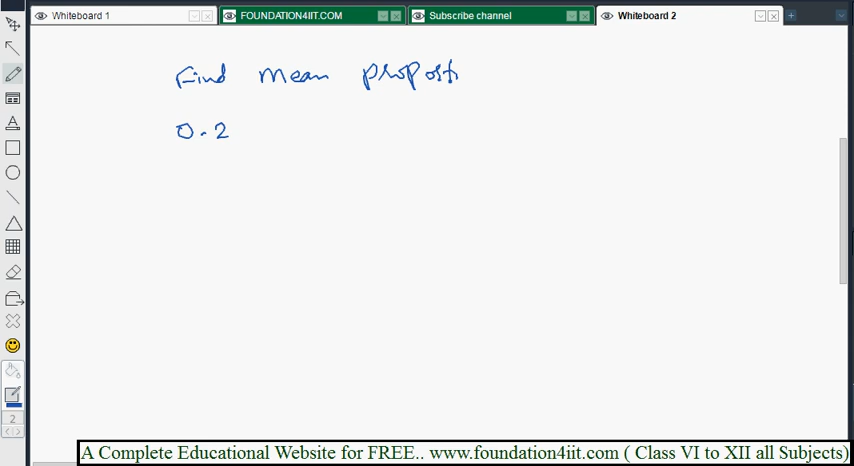 Whiteboard 1
FOUNDATION4IIT.COM
Subscribe channel
Whiteboard 2
Find mean proporti
0.2
2
A Complete Educational Website for FREE.. www.foundation4iit.com ( Class VI to XII all Subjects)